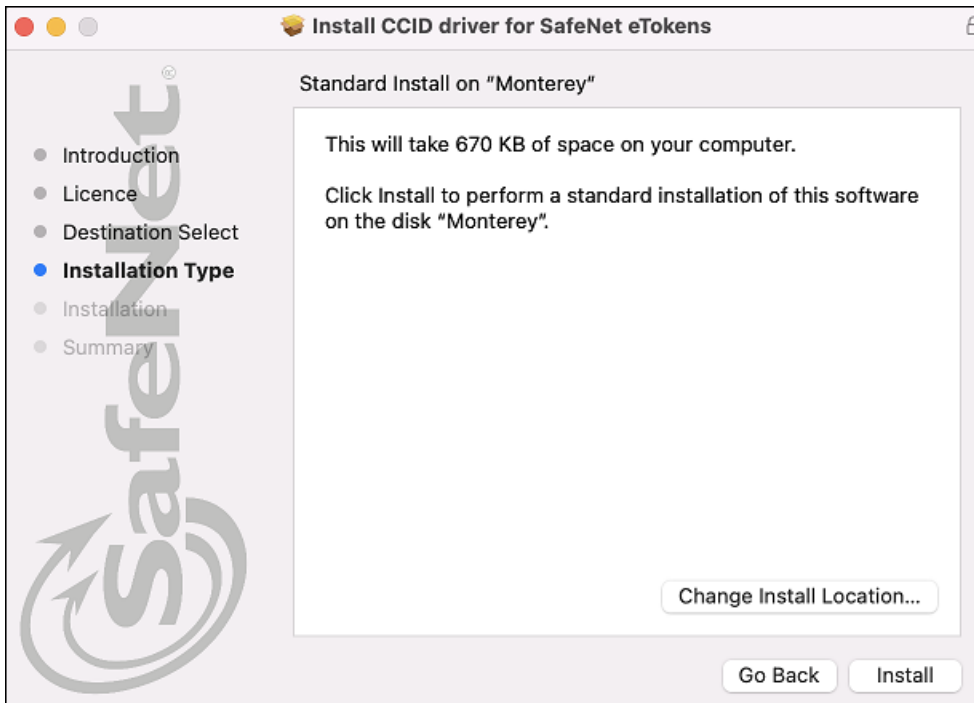 Install CCID driver for SafeNet eTokens
Standard Install on "Monterey"
Introduction
Licence
Destination Select
Installation Type
Installation
Summary
SafeNet®
This will take 670 KB of space on your computer.
Click Install to perform a standard installation of this software
on the disk "Monterey".
Change Install Location...
Go Back
Install